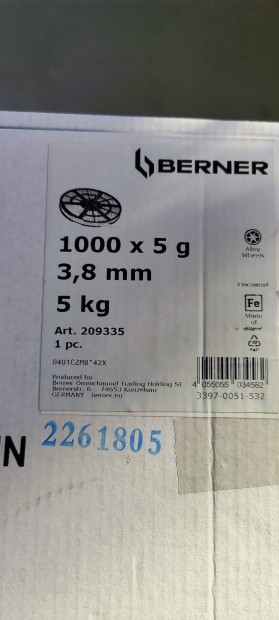 BERNER
1000 x 5 g
3,8 mm
5 kg
Art. 209335
1 pc.
Alloy
Wheels
Uncoated
Fe
Made
of
Produced for
Berner Omnichannel Trading Holding SE
Bernerstr. 6 74653 Künzelsau
GERMANY berner.eu
4 055055 034582
3397-0051-532
N 2261805